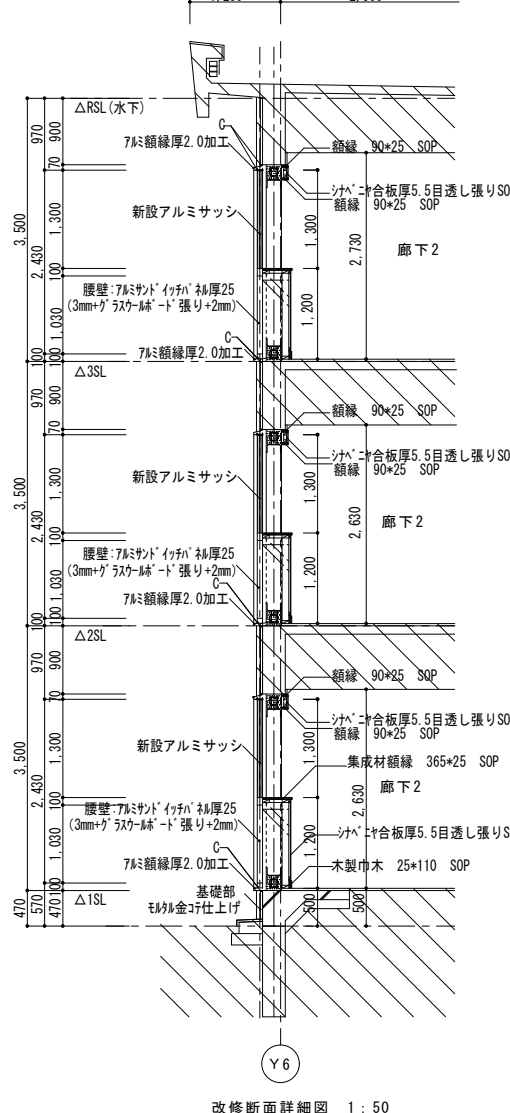 △RSL(水下)
970
900
C
アルミ額縁厚2.0加工
額縁 90*25 SOP
70
シナベニヤ合板厚5.5目透し張りSO
額縁 90*25 SOP
新設アルミサッシ
3,500
2,430
1,300
1,300
2,730
廊下2
100
腰壁:アルミサンドイッチパネル厚25
(3mm+グラスウールボード張り+2mm)
1,030
1,200
C
アルミ額縁厚2.0加工
100
100
△3SL
970
900
額縁 90*25 SOP
70
シナベニヤ合板厚5.5目透し張りSO
額縁 90*25 SOP
新設アルミサッシ
3,500
2,430
1,300
1,300
2,630
廊下2
100
腰壁:アルミサンドイッチパネル厚25
(3mm+グラスウールボード張り+2mm)
1,030
1,200
C
アルミ額縁厚2.0加工
100
100
△2SL
970
900
額縁 90*25 SOP
70
シナベニヤ合板厚5.5目透し張りSO
額縁 90*25 SOP
新設アルミサッシ
集成材額縁 365*25 SOP
3,500
2,430
1,300
1,300
2,630
廊下2
100
腰壁:アルミサンドイッチパネル厚25
(3mm+グラスウールボード張り+2mm)
シナベニヤ合板厚5.5目透し張りS
1,030
1,200
C
アルミ額縁厚2.0加工
木製巾木 25*110 SOP
100
△1SL
基礎部
モルタル金コテ仕上げ
470
570
470
500
500
Y6
改修断面詳細図 1:50